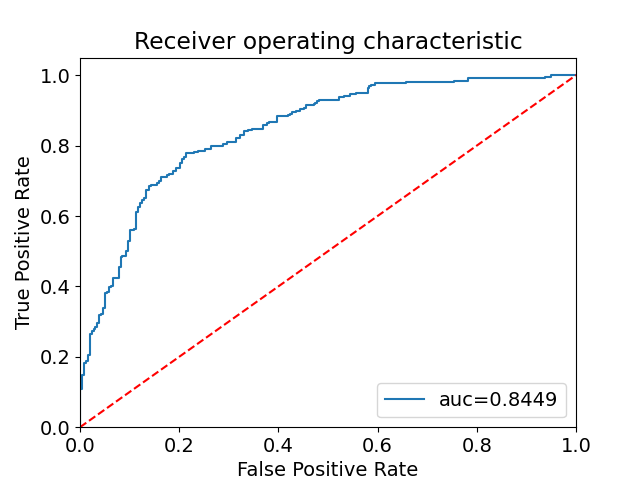 Receiver operating characteristic
True Positive Rate
1.0
0.8
0.6
0.4
0.2
0.0
auc=0.8449
0.0 0.2 0.4 0.6 0.8 1.0
False Positive Rate